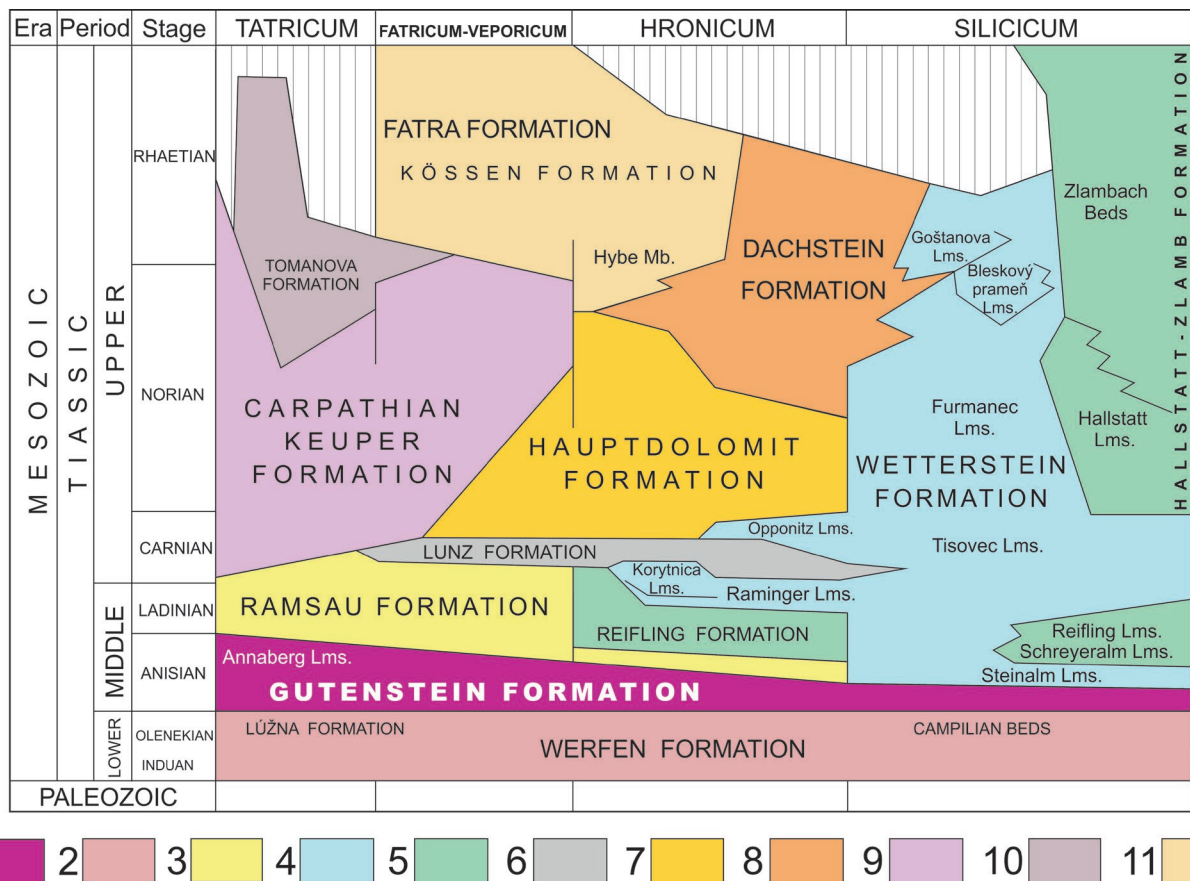 Era Period Stage TATRICUM FATRICUM-VEPORICUM HRONICUM SILICICUM
MESOZOIC
TIASSIC
UPPER
MIDDLE
LOWER
RHAETIAN
NORIAN
CARNIAN
LADINIAN
ANISIAN
OLENEKIAN
INDUAN
PALEOZOIC
FATRA FORMATION
KÖSSEN FORMATION
Hybe Mb.
TOMANOVA
FORMATION
DACHSTEIN
FORMATION
Goštanova
Lms.
Bleskový
prameň
Lms.
Zlambach
Beds
HALLSTATT-ZLAMB FORMATION
CARPATHIAN
KEUPER
FORMATION
HAUPTDOLOMIT
FORMATION
Furmanec
Lms.
Hallstatt
Lms.
WETTERSTEIN
FORMATION
Opponitz Lms.
Tisovec Lms.
LUNZ FORMATION
Korytnica
Lms.
Raminger Lms.
RAMSAU FORMATION
REIFLING FORMATION
Reifling Lms.
Schreyeralm Lms.
Steinalm Lms.
Annaberg Lms.
GUTENSTEIN FORMATION
LÚŽNA FORMATION
CAMPILIAN BEDS
WERFEN FORMATION
2 3 4 5 6 7 8 9 10 11